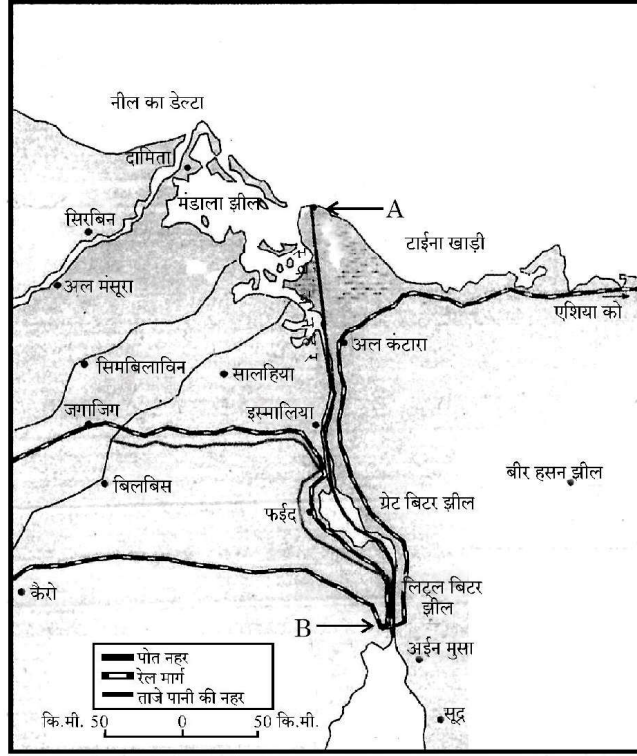 नील का डेल्टा
दामिता
मंडाला झील
A
सिरबिन
टाईना खाड़ी
अल मंसूरा
एशिया को
अल कंटारा
सिमबिलाविन
सालहिया
जगाजिग
इस्मालिया
बीर हसन झील
बिलबिस
ग्रेट बिटर झील
फईद
लिट्ल बिटर
झील
कैरो
B
अईन मुसा
पोत नहर
रेल मार्ग
ताजे पानी की नहर
कि.मी. 50 0 50 कि.मी.
सूद्र